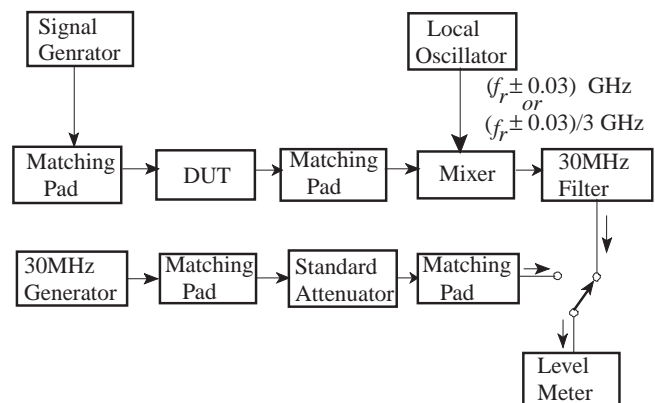 Signal
Genrator
Local
Oscillator
(fr ± 0.03) GHz
or
(fr ± 0.03)/3 GHz
Matching
Pad
DUT
Matching
Pad
Mixer
30MHz
Filter
30MHz
Generator
Matching
Pad
Standard
Attenuator
Matching
Pad
Level
Meter